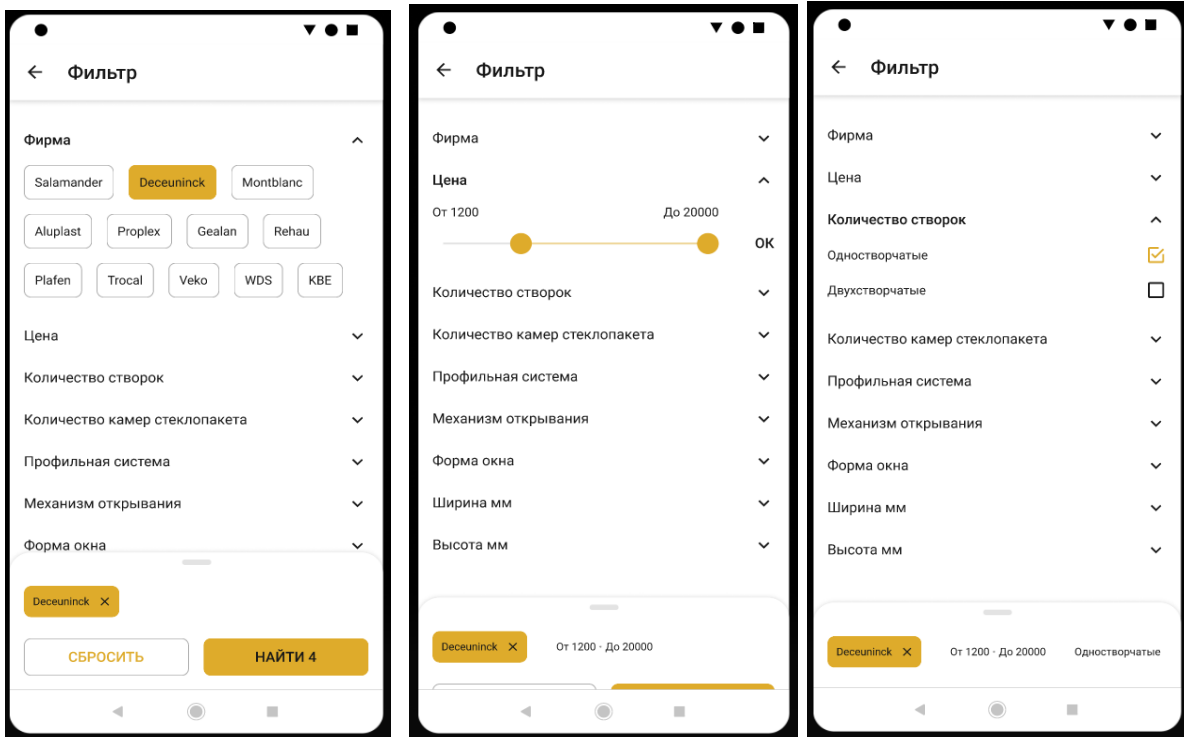 Фильтр
Фирма
Salamander Deceuninck Montblanc
Aluplast Proplex Gealan Rehau
Plafen Trocal Veko WDS KBE
Цена
Количество створок
Количество камер стеклопакета
Профильная система
Механизм открывания
Форма окна
Deceuninck
СБРОСИТЬ НАЙТИ 4
Фильтр
Фирма
Цена
От 1200 До 20000
ОК
Количество створок
Количество камер стеклопакета
Профильная система
Механизм открывания
Форма окна
Ширина мм
Высота мм
Deceuninck От 1200 - До 20000
Фильтр
Фирма
Цена
Количество створок
Одностворчатые
Двухстворчатые
Количество камер стеклопакета
Профильная система
Механизм открывания
Форма окна
Ширина мм
Высота мм
Deceuninck От 1200 - До 20000 Одностворчатые